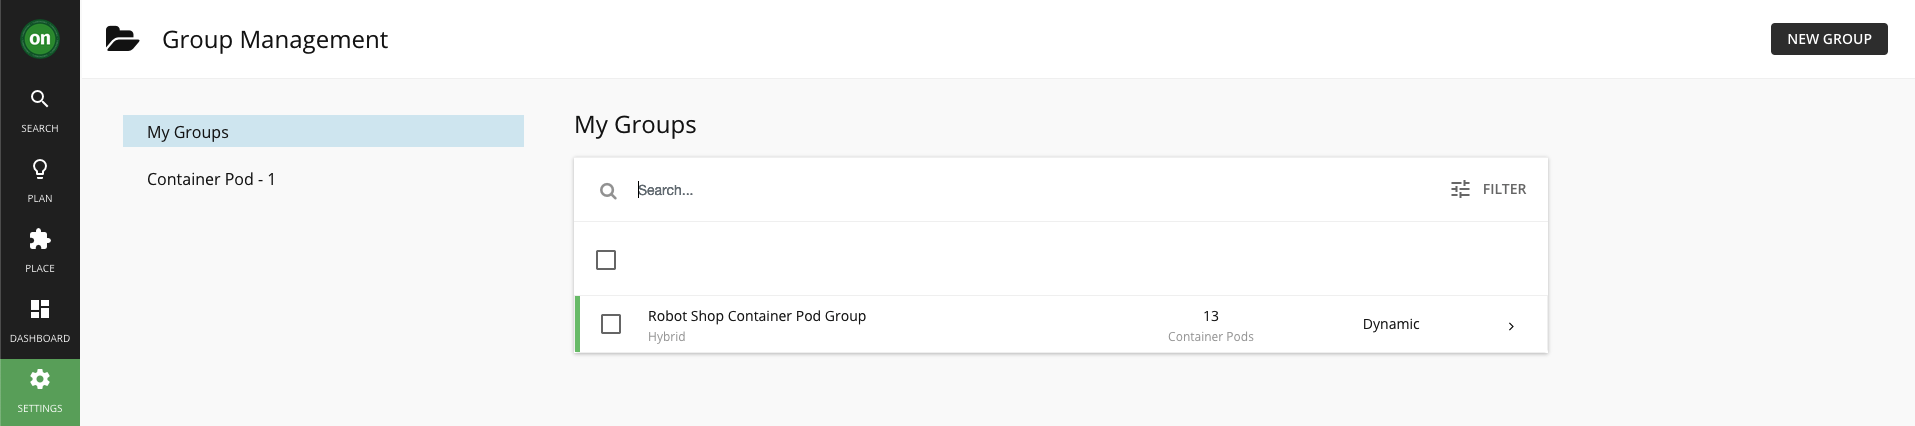 on
SEARCH
PLAN
PLACE
DASHBOARD
SETTINGS
Group Management
NEW GROUP
My Groups
Container Pod - 1
My Groups
Search...
FILTER
Robot Shop Container Pod Group
Hybrid
13
Container Pods
Dynamic